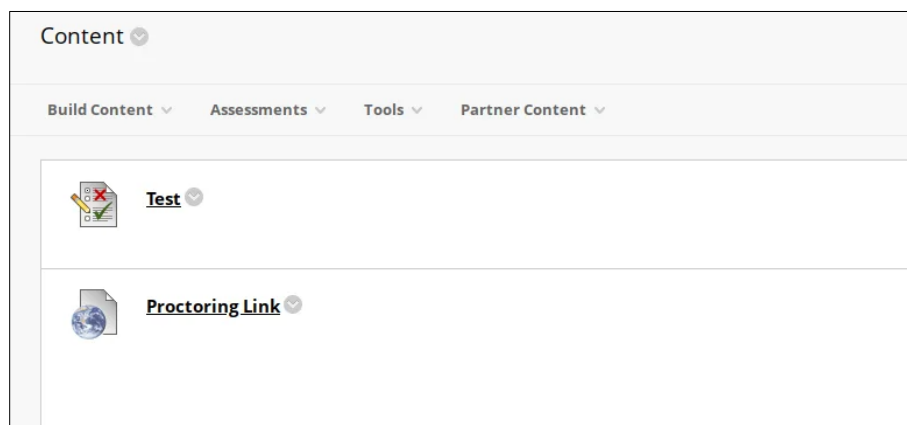 Content
Build Content Assessments Tools Partner Content
Test
Proctoring Link